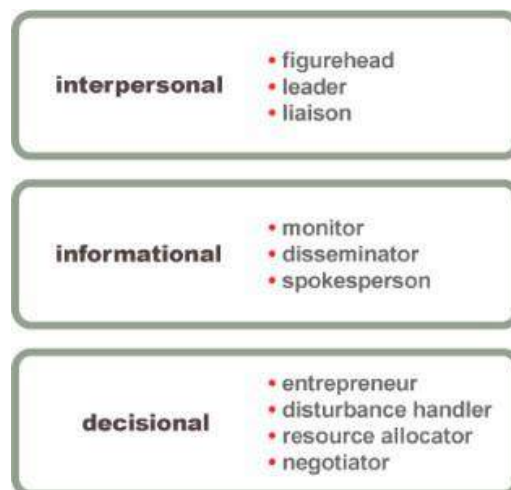 interpersonal
• figurehead
• leader
• liaison
informational
• monitor
• disseminator
• spokesperson
decisional
• entrepreneur
• disturbance handler
• resource allocator
• negotiator